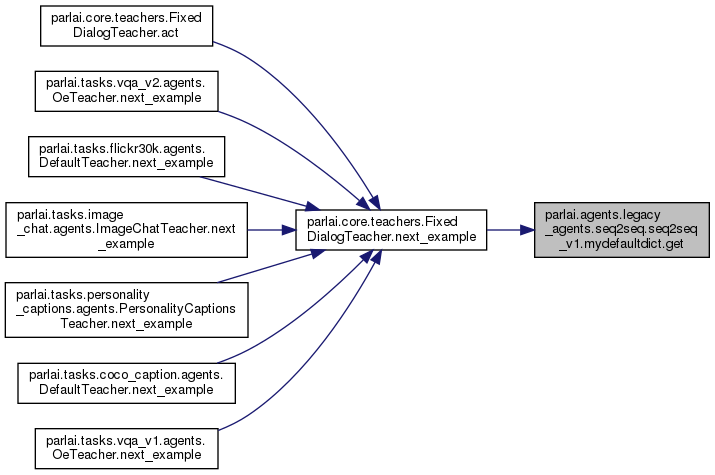 parlai.core.teachers.Fixed
DialogTeacher.act
parlai.tasks.vqa_v2.agents.
OeTeacher.next_example
parlai.tasks.flickr30k.agents.
DefaultTeacher.next_example
parlai.tasks.image
_chat.agents.ImageChatTeacher.next
_example
parlai.tasks.personality
_captions.agents.PersonalityCaptions
Teacher.next_example
parlai.tasks.coco_caption.agents.
DefaultTeacher.next_example
parlai.tasks.vqa_v1.agents.
OeTeacher.next_example
parlai.core.teachers.Fixed
DialogTeacher.next_example
parlai.agents.legacy
_agents.seq2seq.seq2seq
_v1.mydefaultdict.get